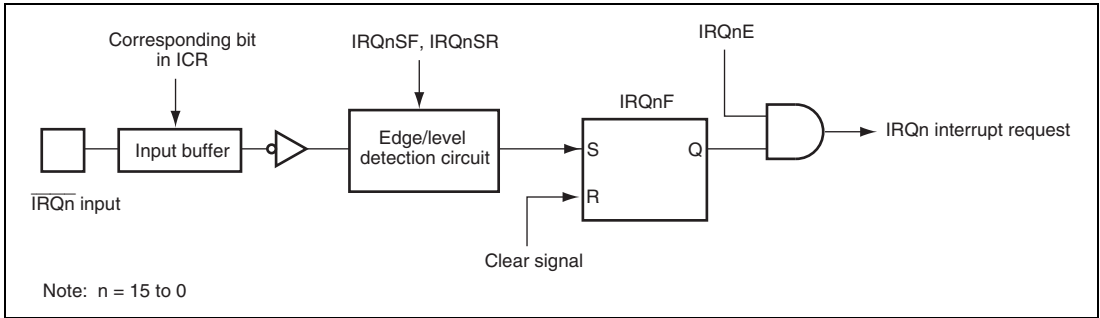 Corresponding bit
in ICR
IRQnSF, IRQnSR
IRQnE
IRQnF
Input buffer
Edge/level
detection circuit
S
Q
R
IRQn interrupt request
IRQn input
Clear signal
Note: n = 15 to 0